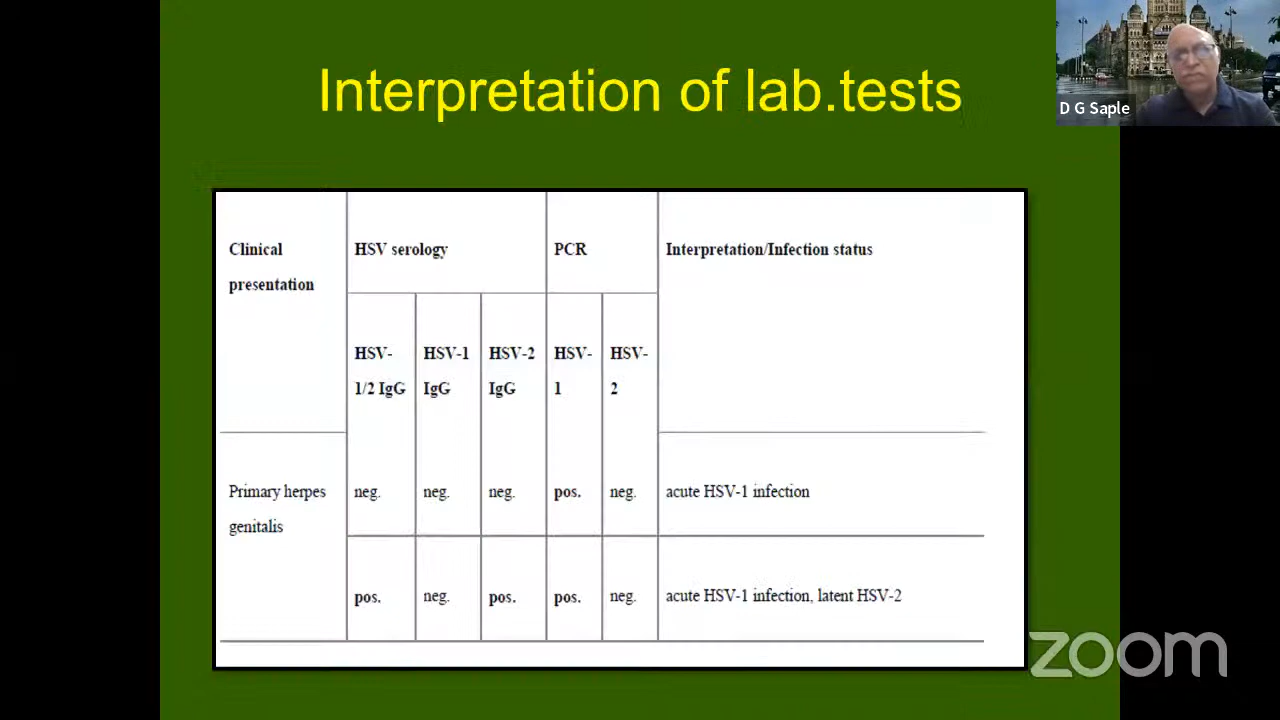 Interpretation of lab.tests
D G Saple
Clinical presentation HSV serology PCR Interpretation/Infection status
HSV-1/2 IgG HSV-1 IgG HSV-2 IgG HSV-1 HSV-2
Primary herpes genitalis neg. neg. neg. pos. neg. acute HSV-1 infection
pos. neg. pos. pos. neg. acute HSV-1 infection, latent HSV-2
zoom